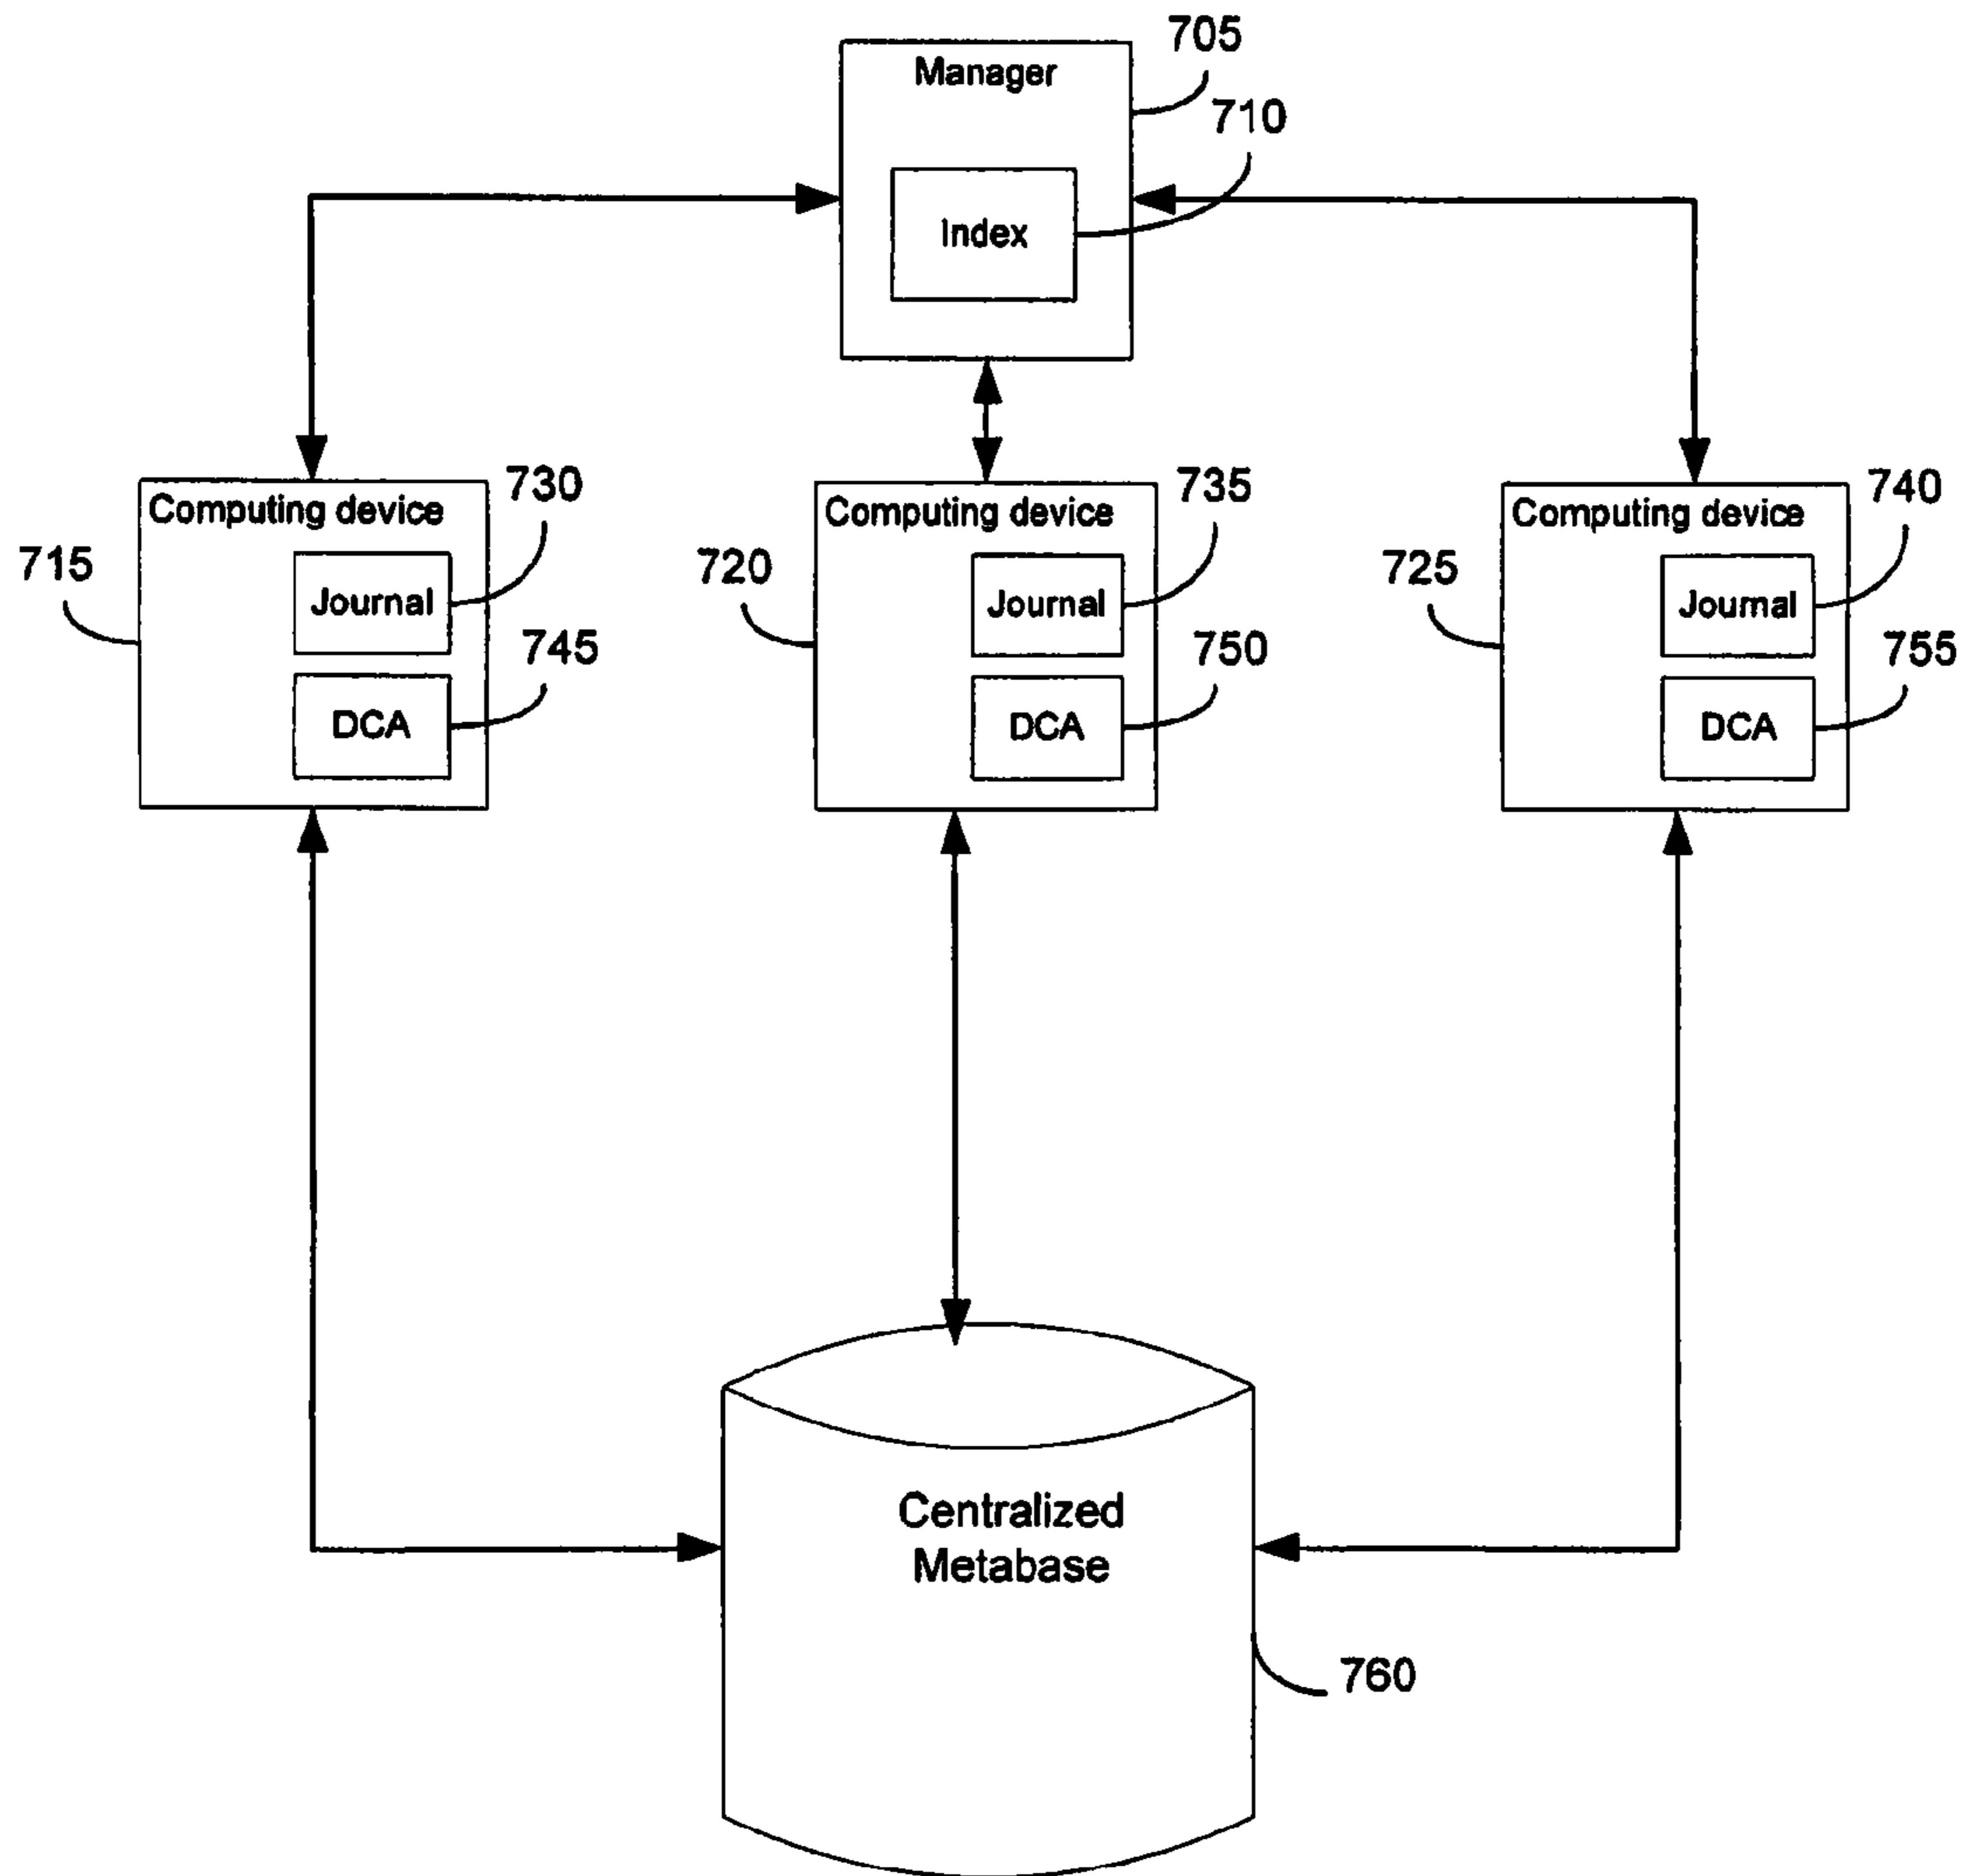 705
Manager
710
Index
730
735
740
Computing device
Computing device
Computing device
715
720
725
Journal
Journal
Journal
745
750
755
DCA
DCA
DCA
Centralized
Metabase
760